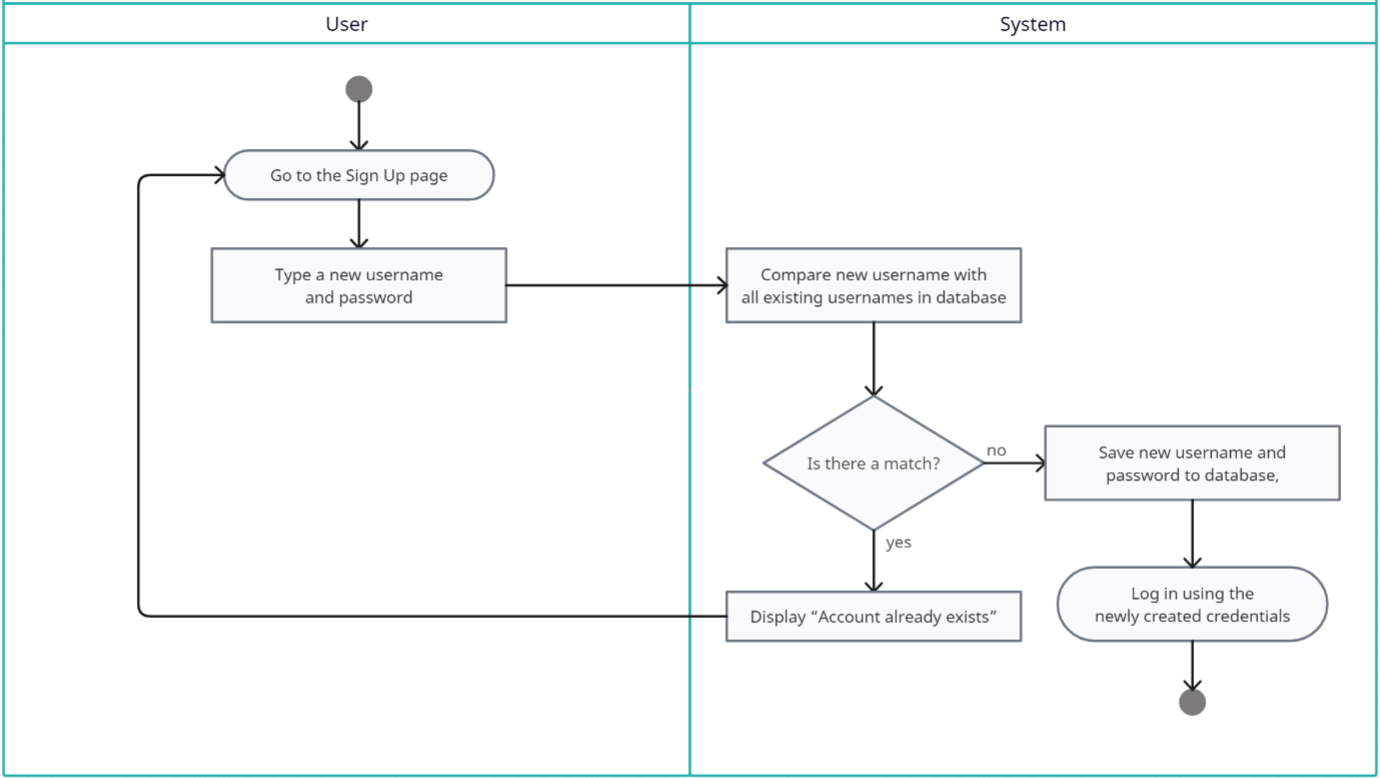 User
System
Go to the Sign Up page
Type a new username
and password
Compare new username with
all existing usernames in database
Is there a match?
no
Save new username and
password to database,
yes
Display “Account already exists”
Log in using the
newly created credentials